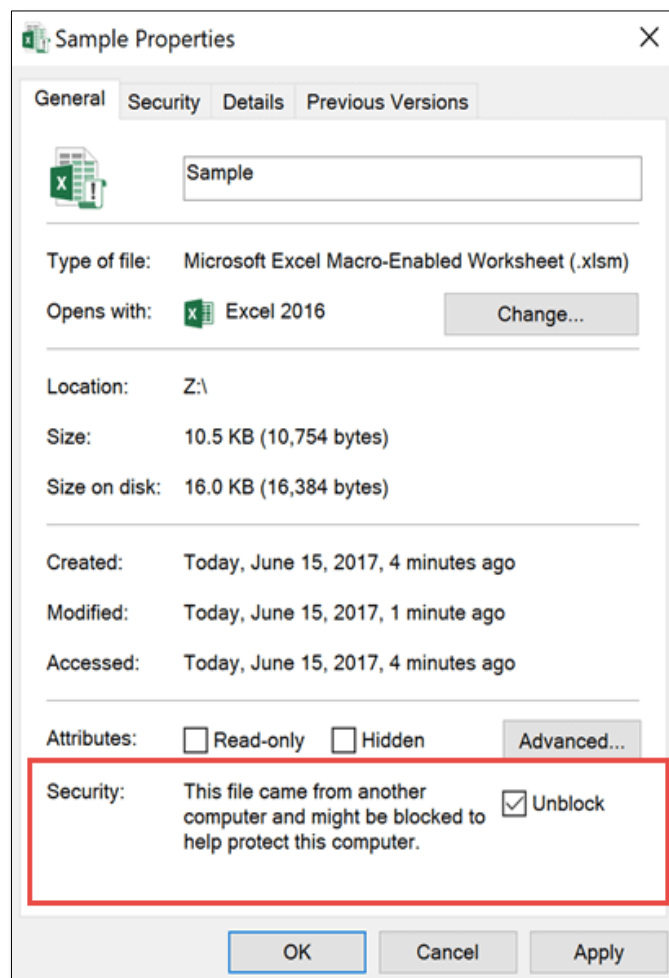 Sample Properties
General Security Details Previous Versions
Sample
Type of file: Microsoft Excel Macro-Enabled Worksheet (.xlsm)
Opens with: Excel 2016 Change...
Location: Z:\
Size: 10.5 KB (10,754 bytes)
Size on disk: 16.0 KB (16,384 bytes)
Created: Today, June 15, 2017, 4 minutes ago
Modified: Today, June 15, 2017, 1 minute ago
Accessed: Today, June 15, 2017, 4 minutes ago
Attributes: Read-only Hidden Advanced...
Security: This file came from another
computer and might be blocked to Unblock
help protect this computer.
OK Cancel Apply